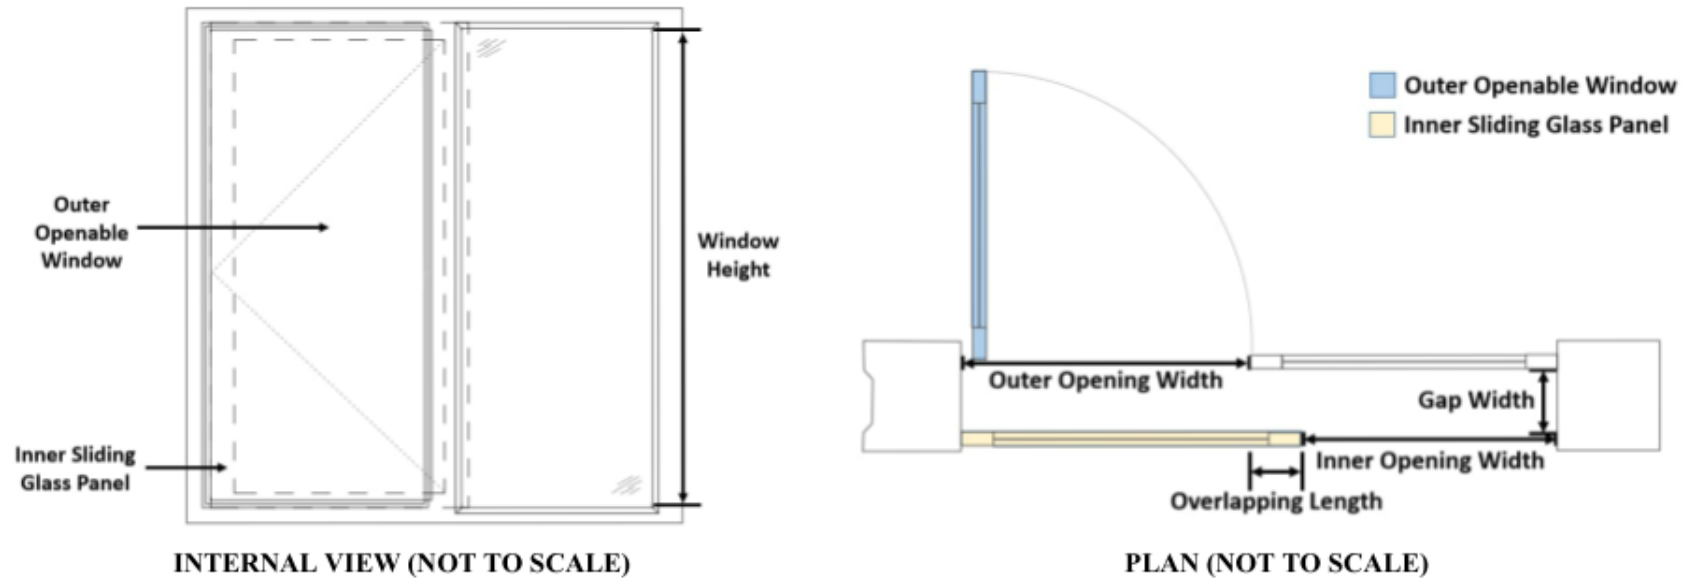 Outer
Openable
Window
Inner Sliding
Glass Panel
Window
Height
INTERNAL VIEW (NOT TO SCALE)
Outer Openable Window
Inner Sliding Glass Panel
Outer Opening Width
Gap Width
Inner Opening Width
Overlapping Length
PLAN (NOT TO SCALE)